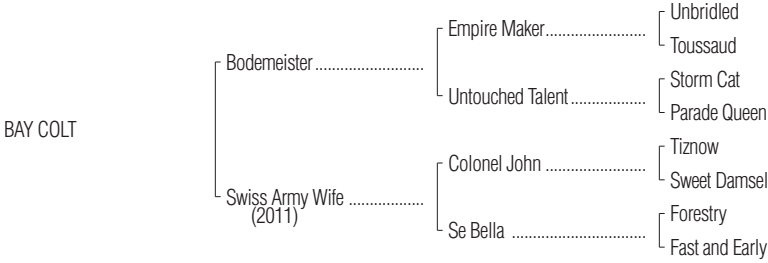 Unbridled
Empire Maker..........................
Toussaud
Bodemeister...........................
Storm Cat
Untouched Talent...................
Parade Queen
BAY COLT
Tiznow
Colonel John .........................
Sweet Damsel
Swiss Army Wife ...................
(2011)
Forestry
Se Bella .................................
Fast and Early